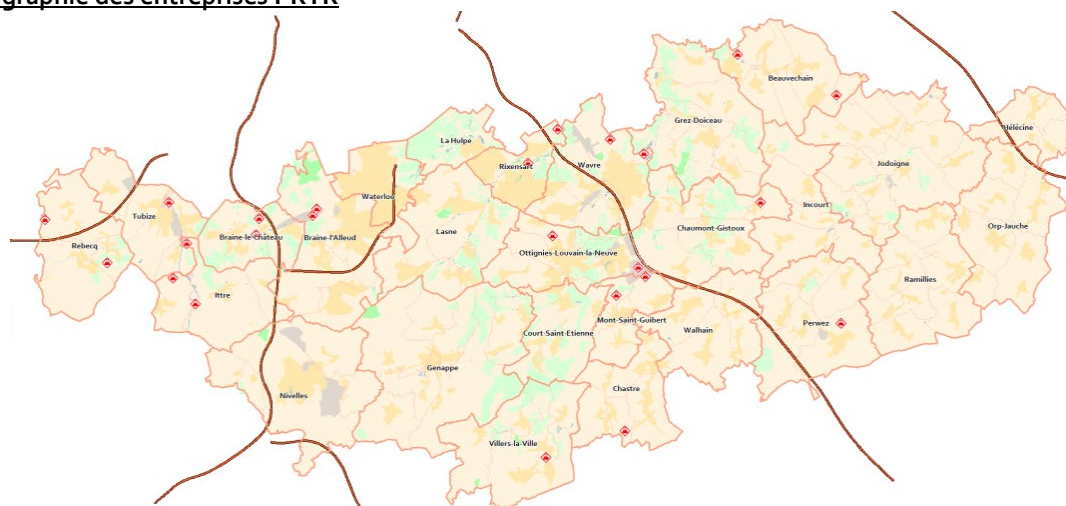 graphie des entreprises PRTR
Beauvechain
Hélécine
Grez-Doiceau
La Hulpe
Jodoigne
Rixensart
Wavre
Waterloo
Incourt
Tubize
Chaumont-Gistoux
Orp-Jauche
Lasne
Braine-le-Château
Braine-l'Alleud
Rebecq
Ottignies-Louvain-la-Neuve
Ramillies
Ittre
Mont-Saint-Guibert
Perwez
Walhain
Court-Saint-Etienne
Genappe
Chastre
Nivelles
Villers-la-Ville